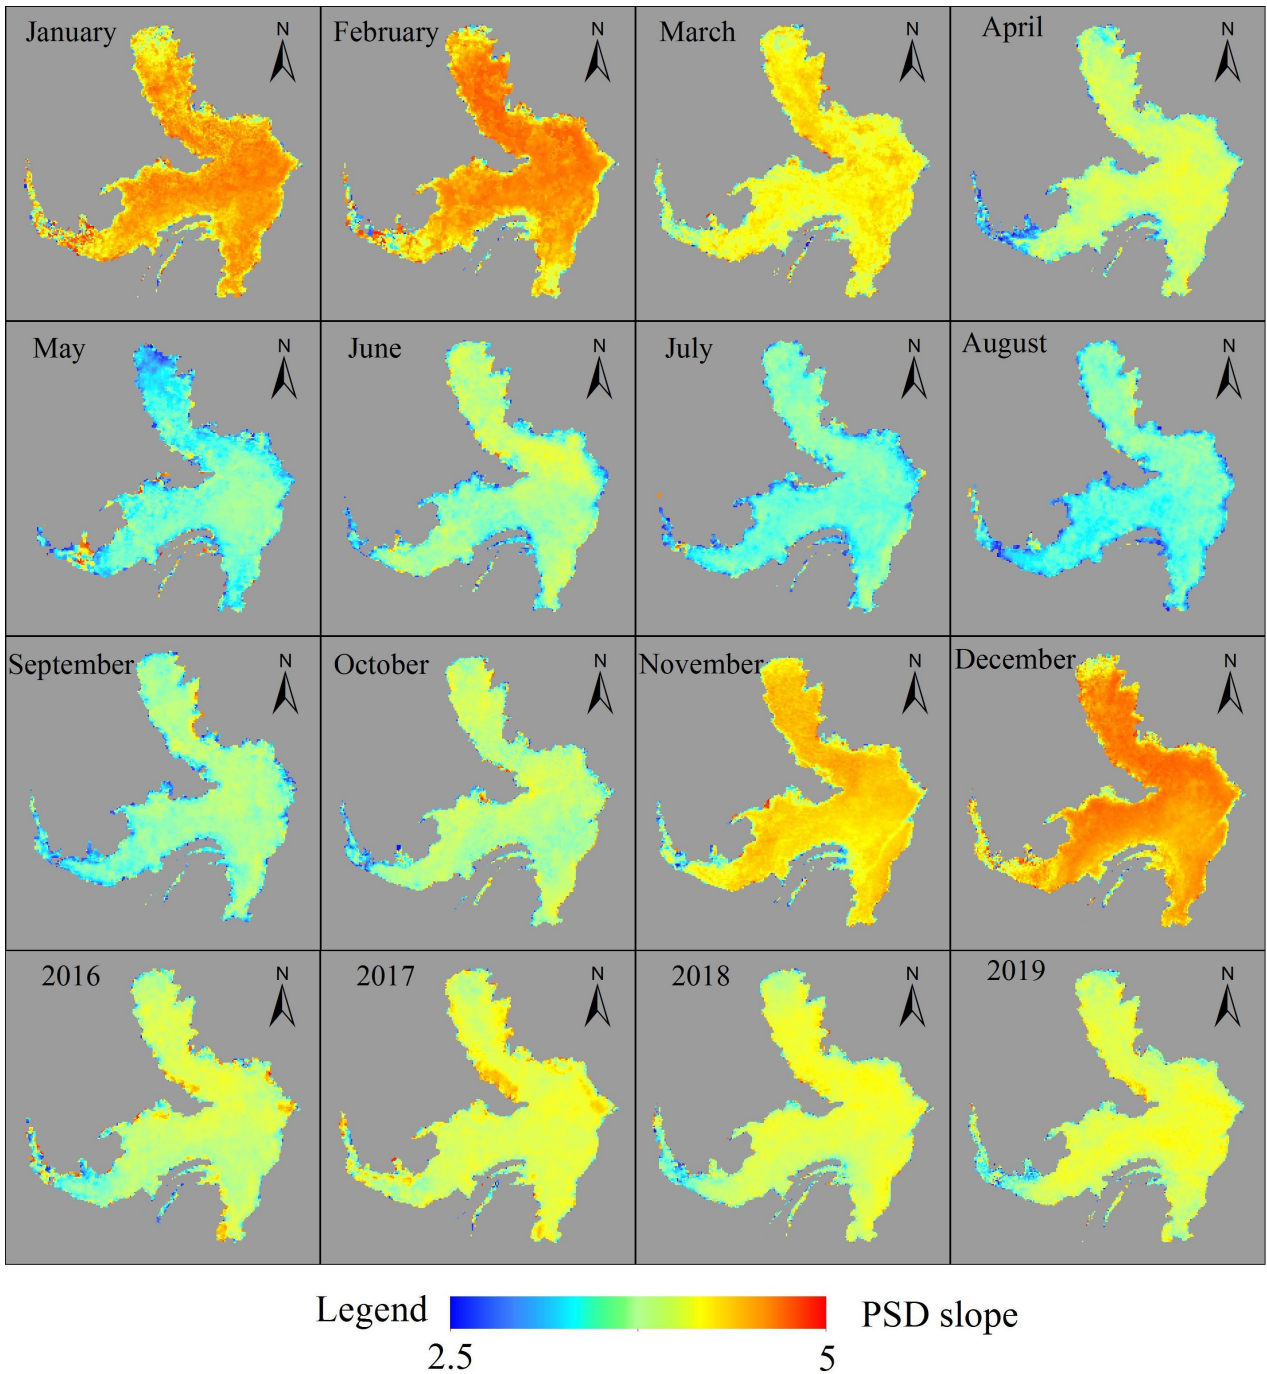 January N
February N
March N
April N
May N
June N
July N
August N
September N
October N
November N
December N
2016 N
2017 N
2018 N
2019 N
Legend PSD slope
2.5 5